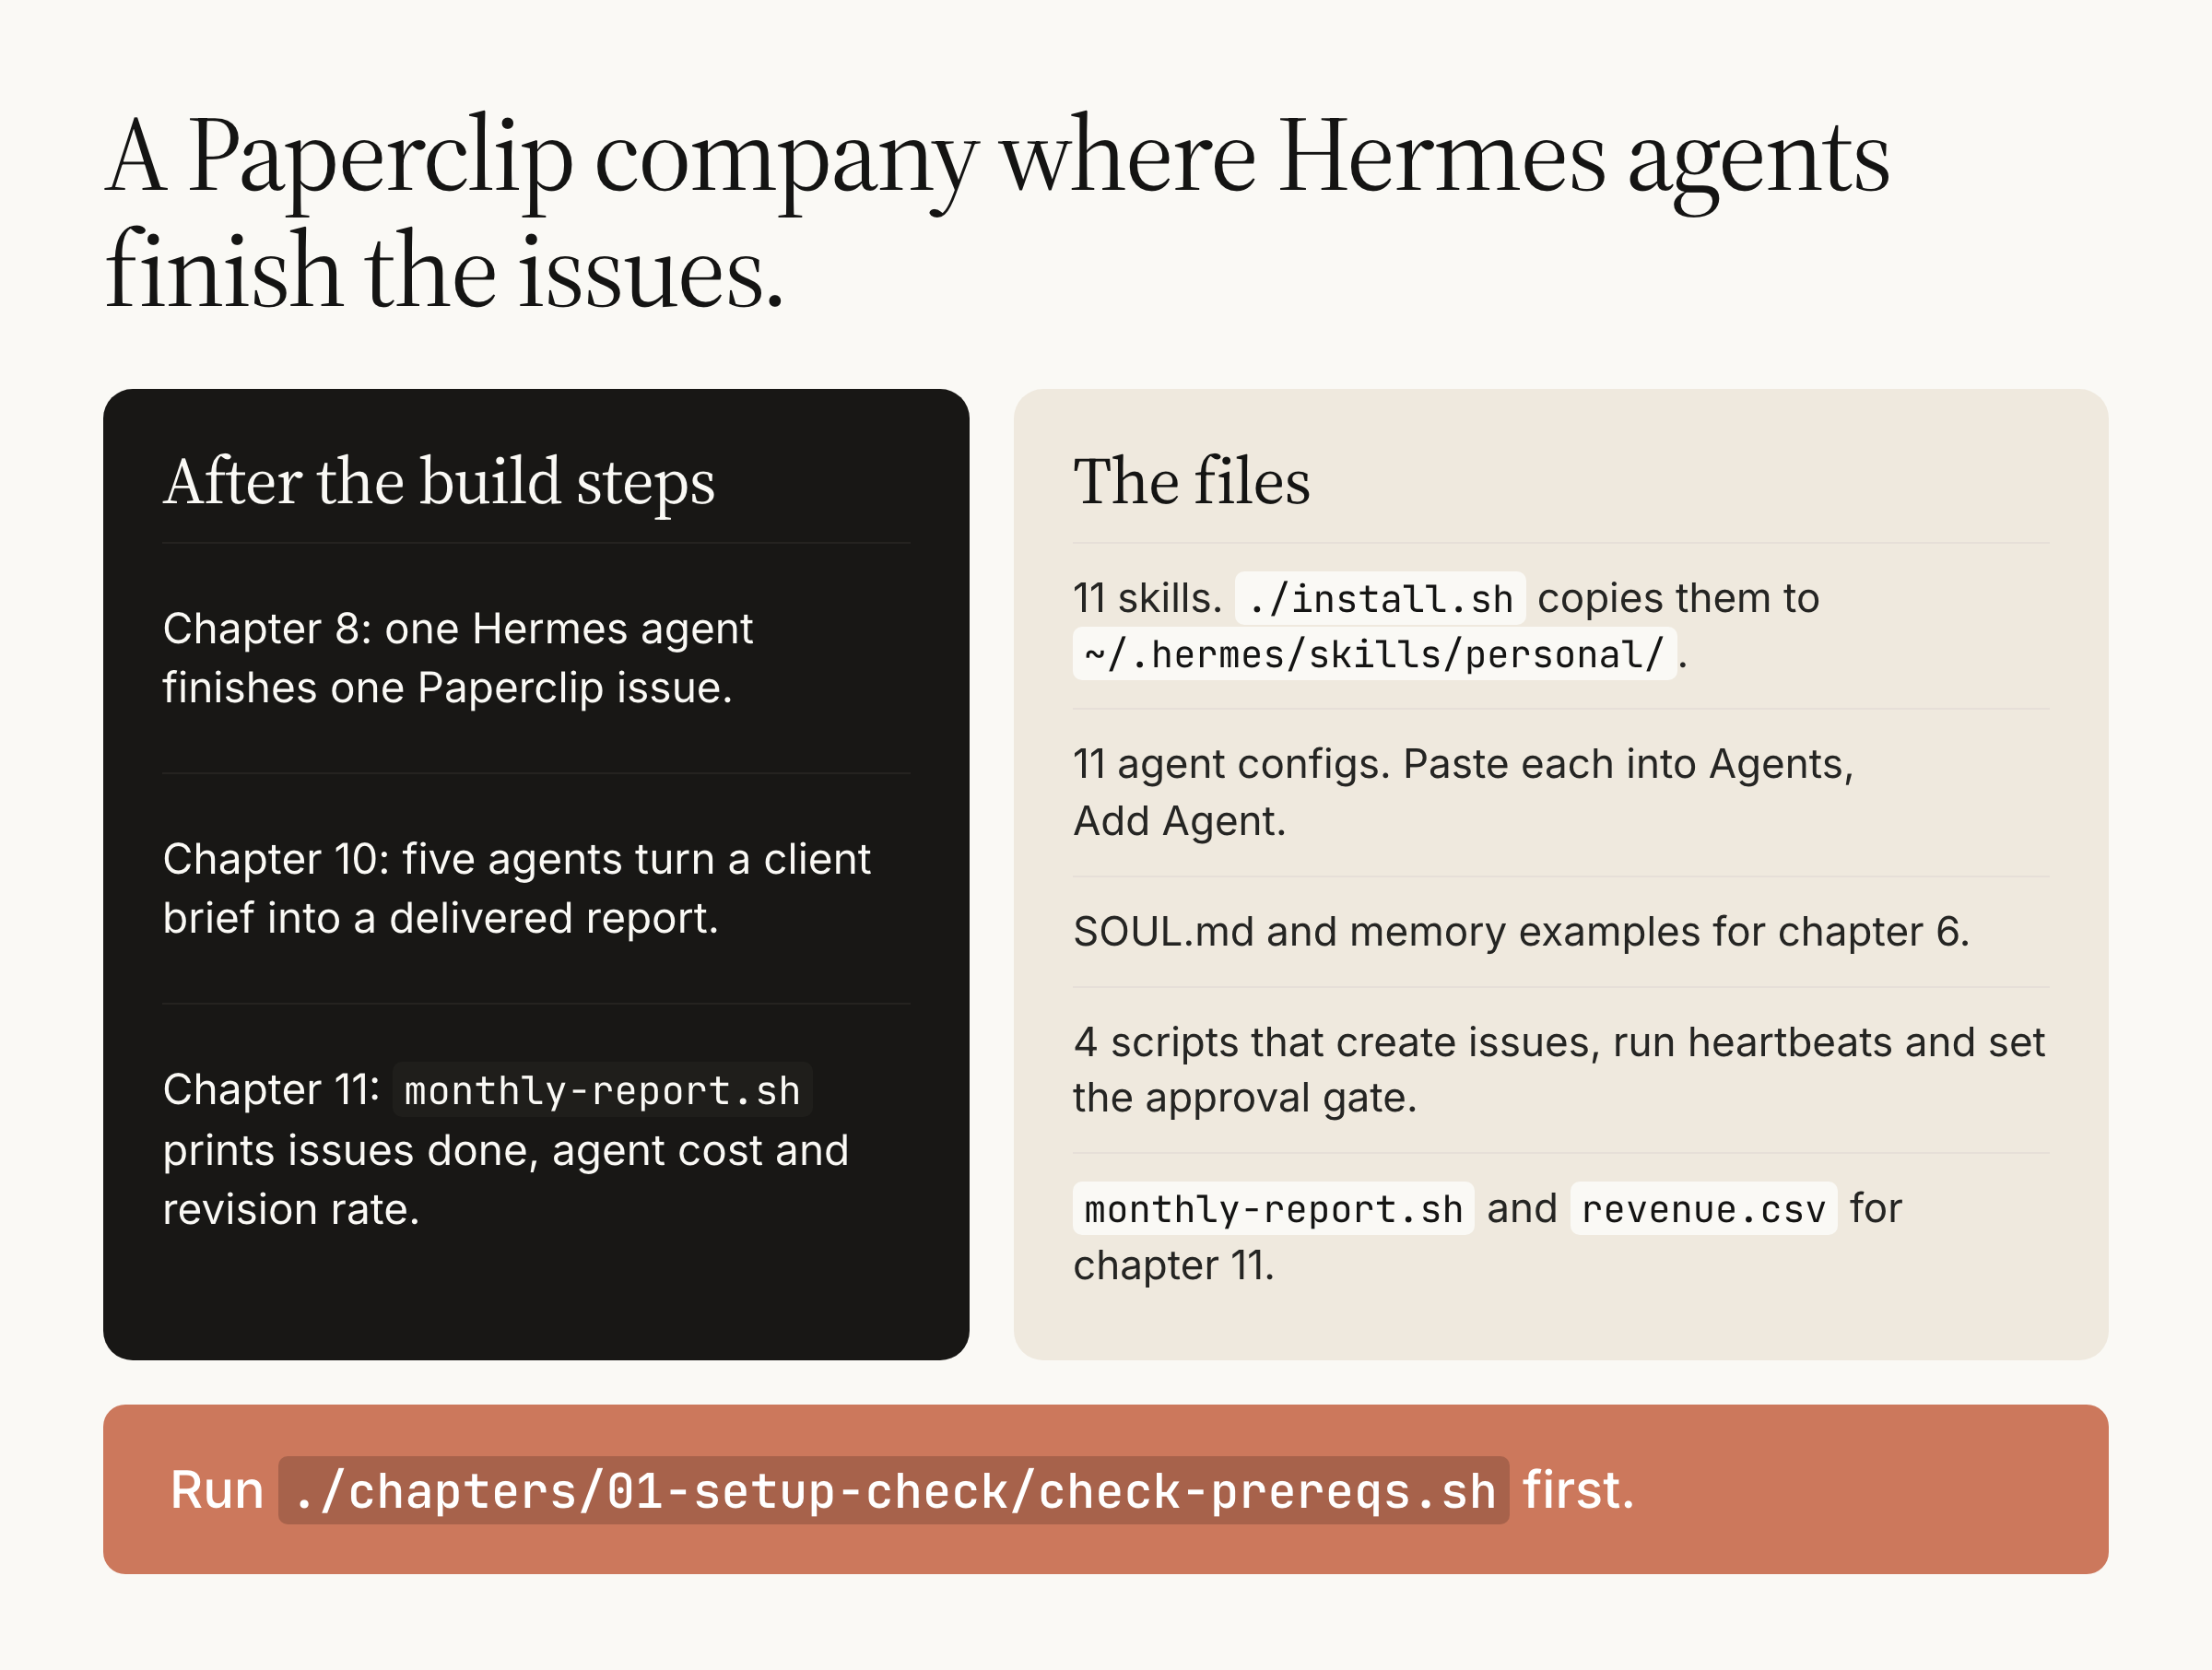 A Paperclip company where Hermes agents
finish the issues.
After the build steps
Chapter 8: one Hermes agent
finishes one Paperclip issue.
Chapter 10: five agents turn a client
brief into a delivered report.
Chapter 11: monthly-report.sh
prints issues done, agent cost and
revision rate.
The files
11 skills. ./install.sh copies them to
~/.hermes/skills/personal/.
11 agent configs. Paste each into Agents,
Add Agent.
SOUL.md and memory examples for chapter 6.
4 scripts that create issues, run heartbeats and set
the approval gate.
monthly-report.sh and revenue.csv for
chapter 11.
Run ./chapters/01-setup-check/check-prereqs.sh first.